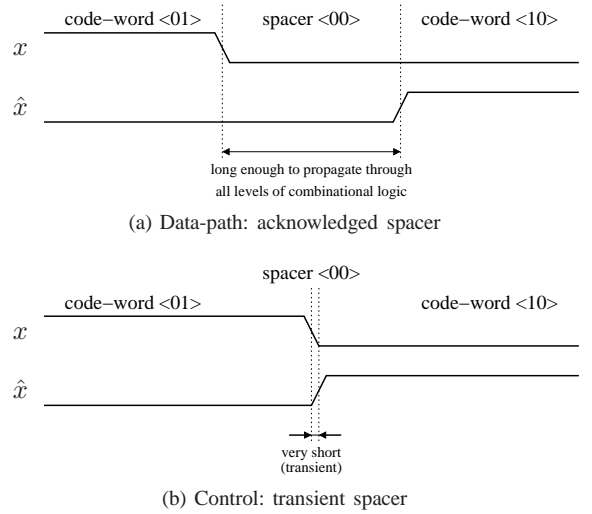 code−word <01> spacer <00> code−word <10>
x
x̂
long enough to propagate through
all levels of combinational logic
(a) Data-path: acknowledged spacer
spacer <00>
code−word <01> code−word <10>
x
x̂
very short
(transient)
(b) Control: transient spacer